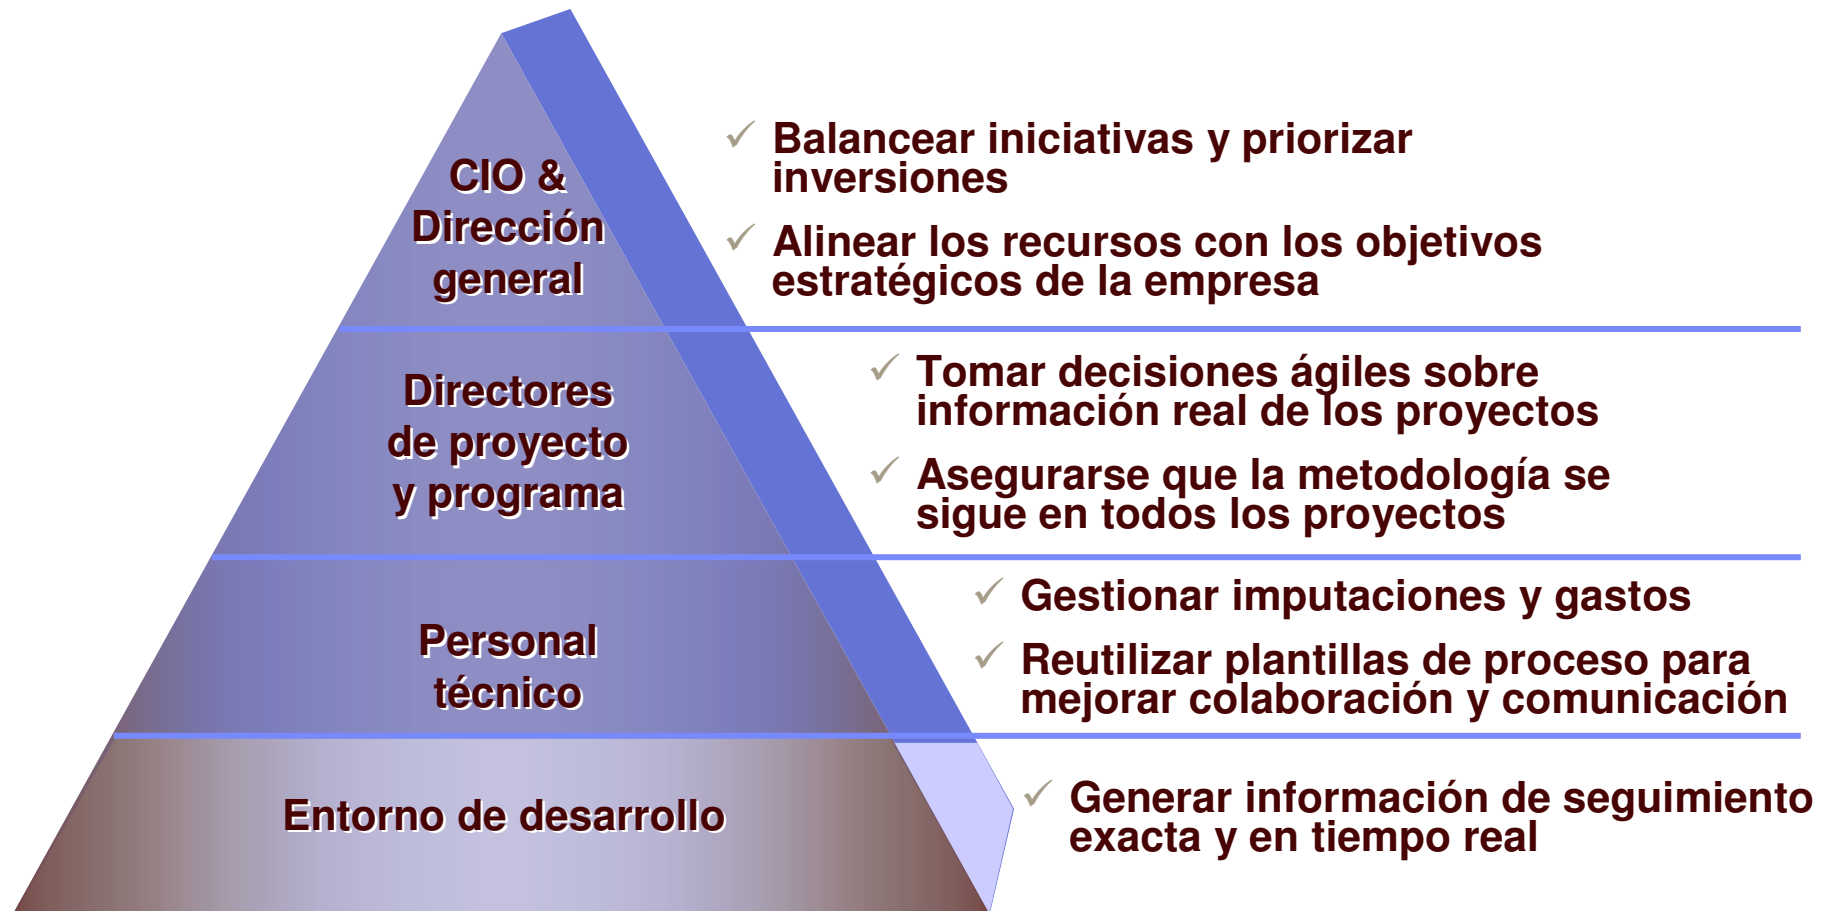 CIO &
Dirección
general
✓ Balancear iniciativas y priorizar
inversiones
✓ Alinear los recursos con los objetivos
estratégicos de la empresa
Directores
de proyecto
y programa
✓ Tomar decisiones ágiles sobre
información real de los proyectos
✓ Asegurarse que la metodología se
sigue en todos los proyectos
Personal
técnico
✓ Gestionar imputaciones y gastos
✓ Reutilizar plantillas de proceso para
mejorar colaboración y comunicación
Entorno de desarrollo
✓ Generar información de seguimiento
exacta y en tiempo real